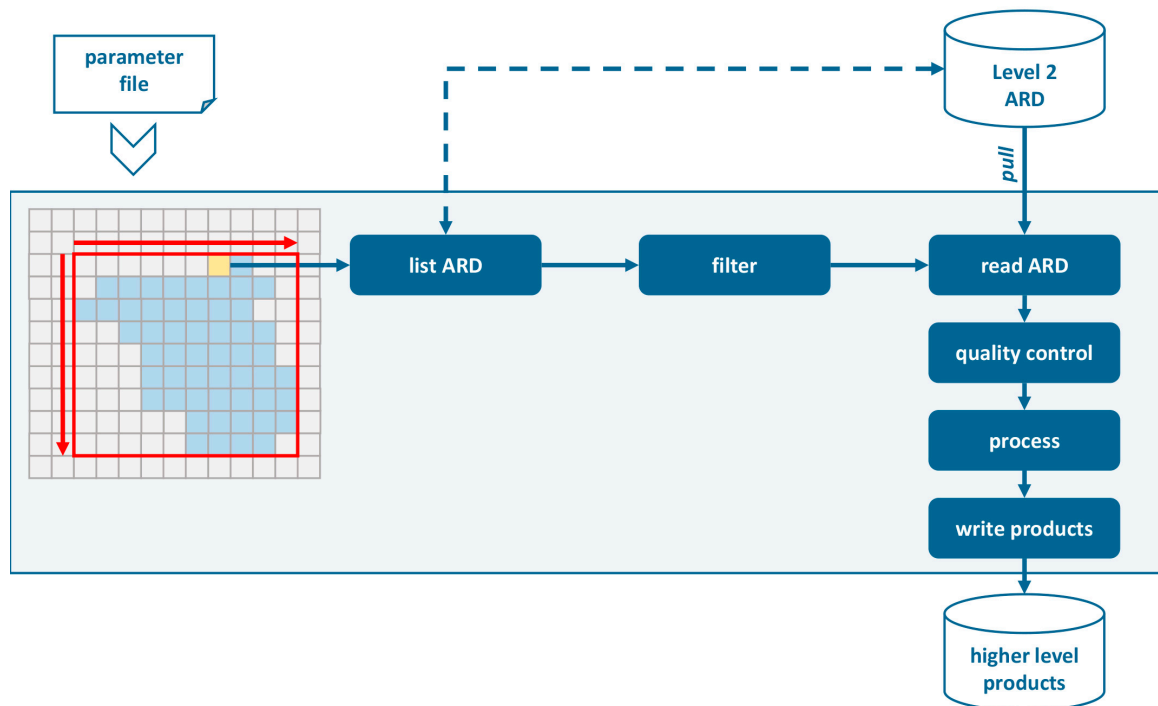 parameter
file
Level 2
ARD
pull
list ARD
filter
read ARD
quality control
process
write products
higher level
products